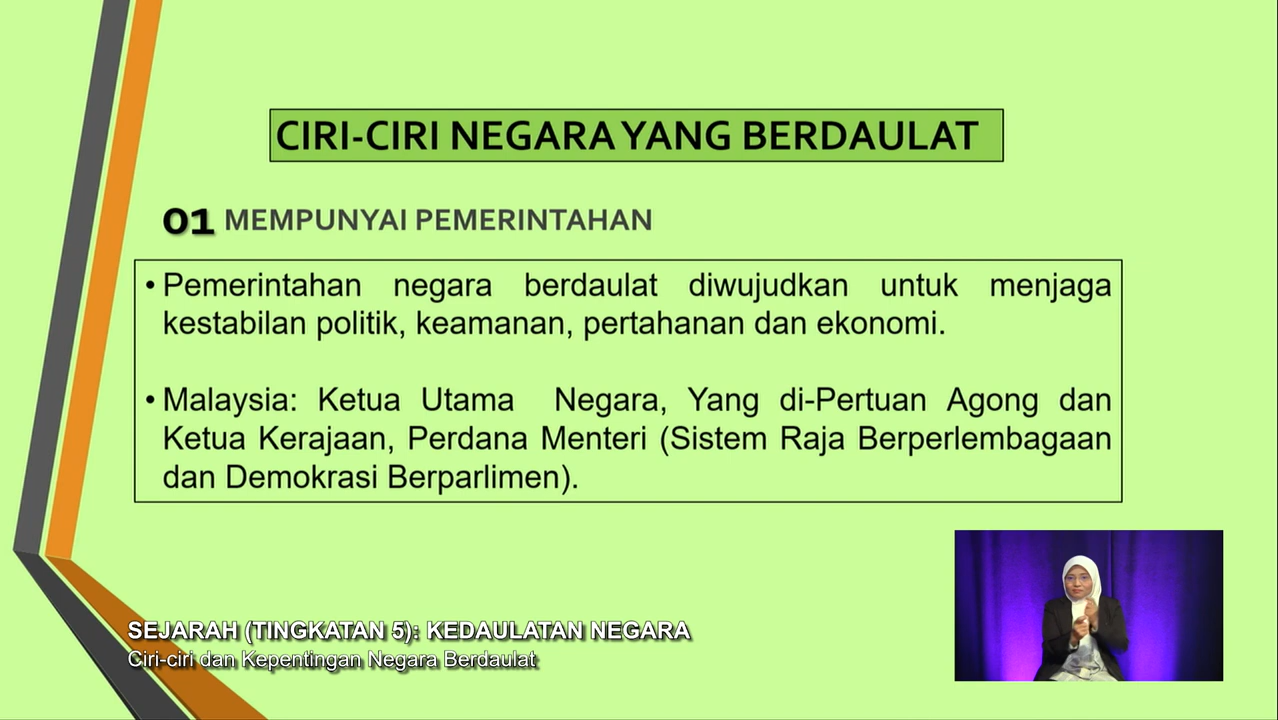 CIRI-CIRI NEGARA YANG BERDAULAT
01 MEMPUNYAI PEMERINTAHAN
• Pemerintahan negara berdaulat diwujudkan untuk menjaga
kestabilan politik, keamanan, pertahanan dan ekonomi.
• Malaysia: Ketua Utama Negara, Yang di-Pertuan Agong dan
Ketua Kerajaan, Perdana Menteri (Sistem Raja Berperlembagaan
dan Demokrasi Berparlimen).
SEJARAH (TINGKATAN 5): KEDAULATAN NEGARA
Ciri-ciri dan Kepentingan Negara Berdaulat